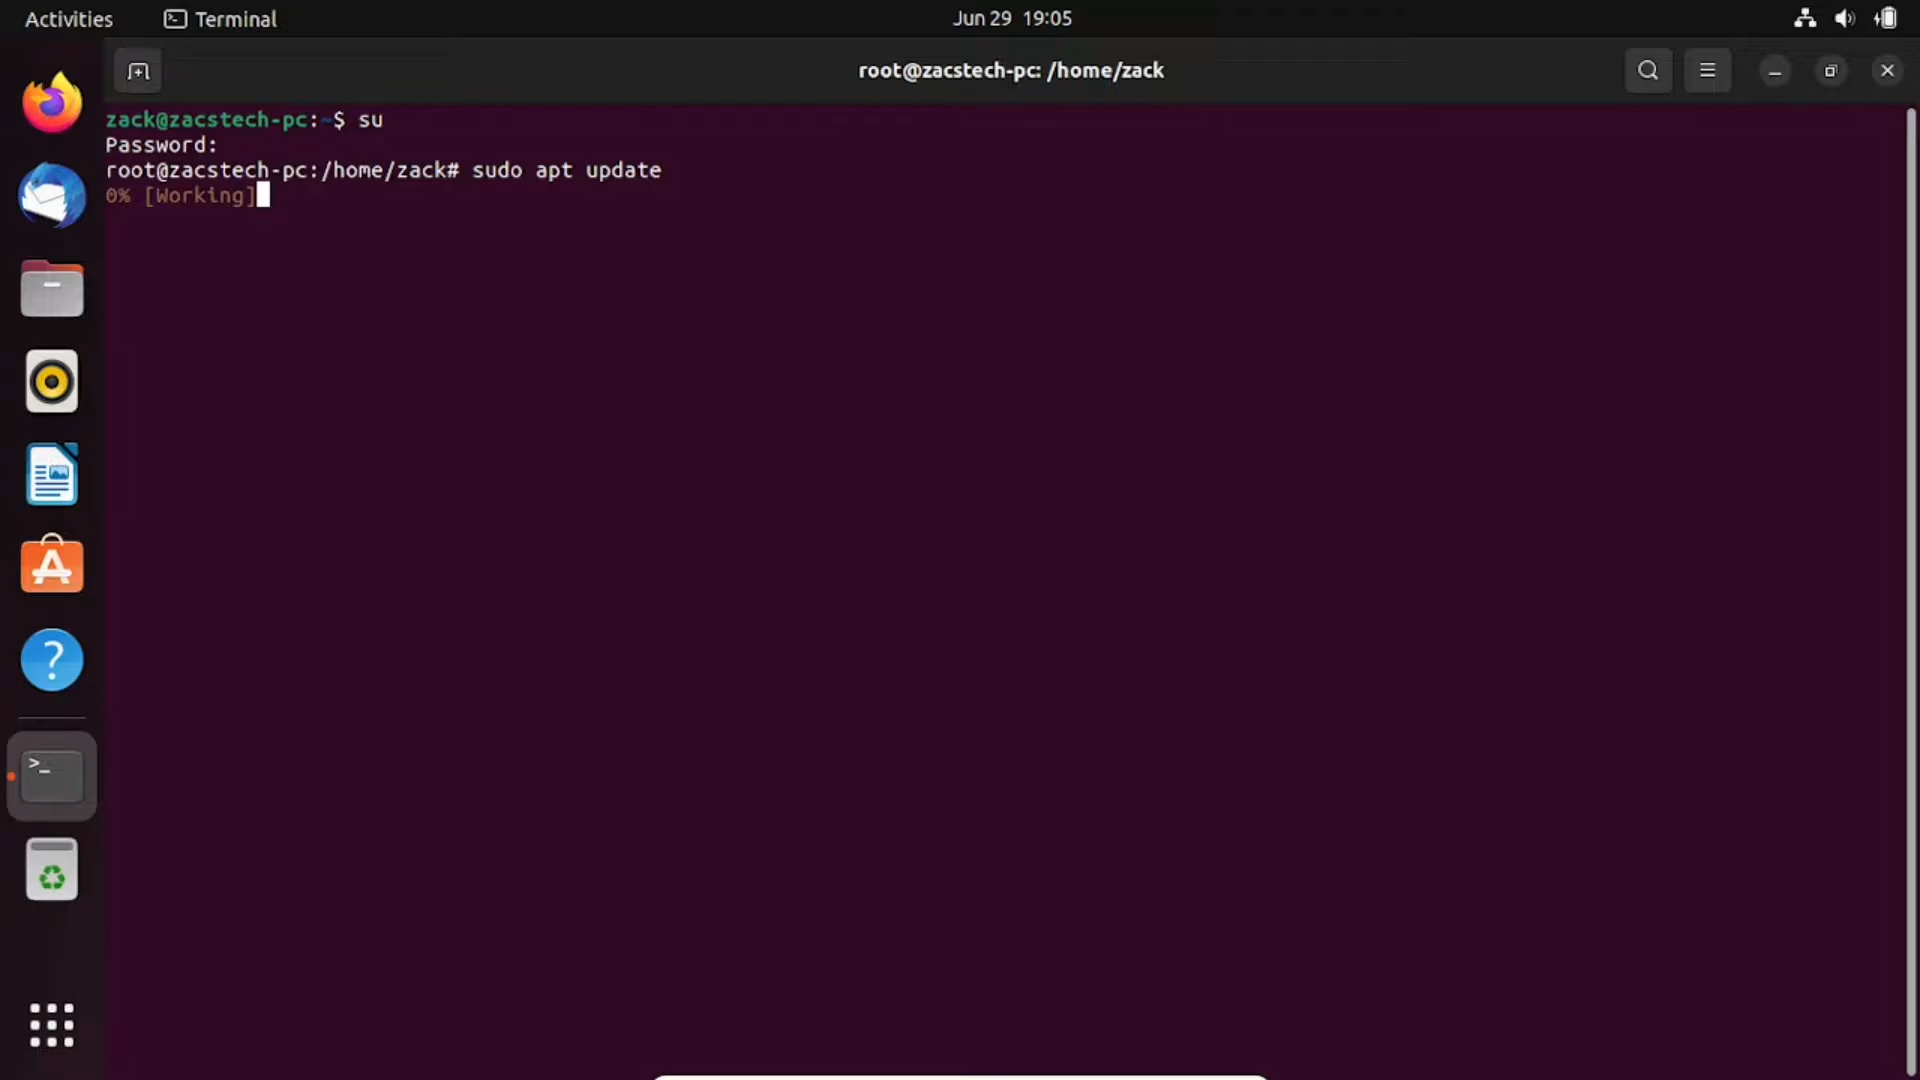 Activities Terminal Jun 29 19:05
root@zacstech-pc: /home/zack
zack@zacstech-pc:~$ su
Password:
root@zacstech-pc:/home/zack# sudo apt update
0% [Working]